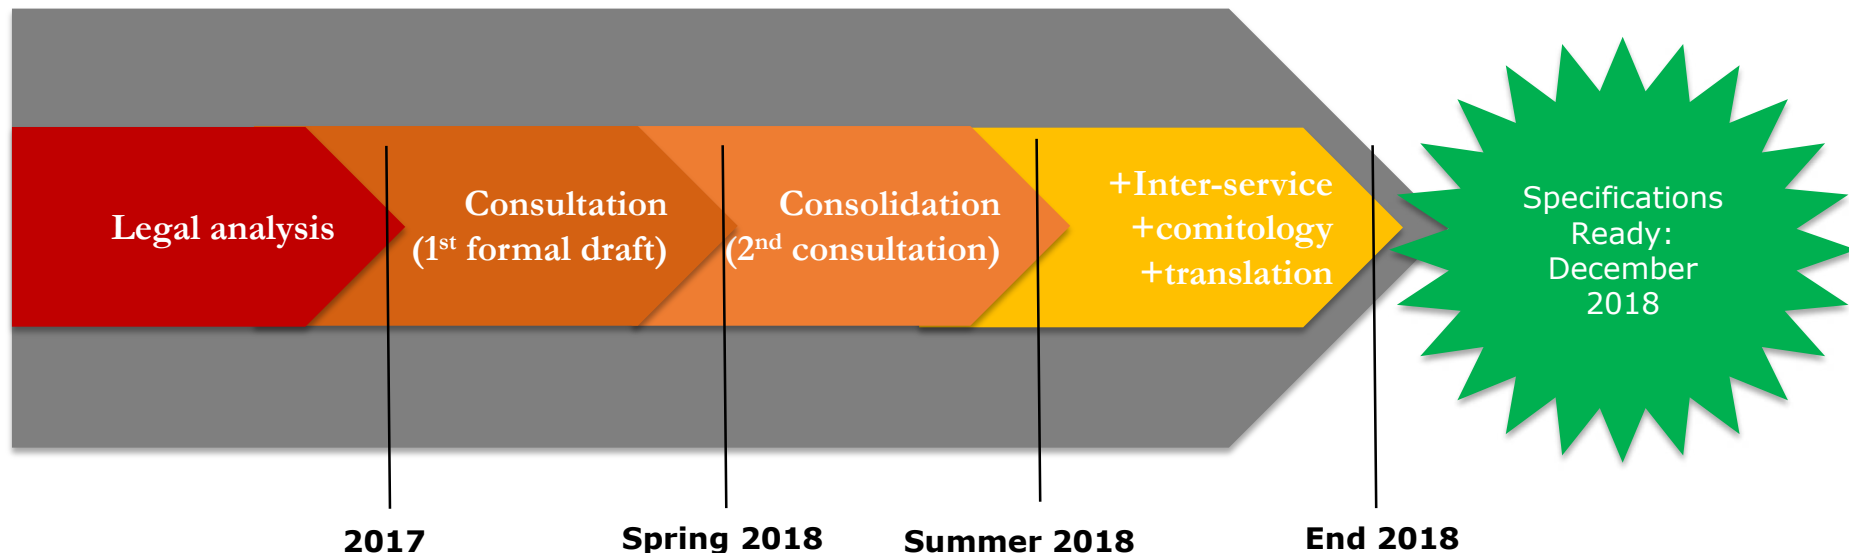 Legal analysis
Consultation
(1st formal draft)
Consolidation
(2nd consultation)
+Inter-service
+comitology
+translation
Specifications
Ready:
December
2018
2017
Spring 2018
Summer 2018
End 2018